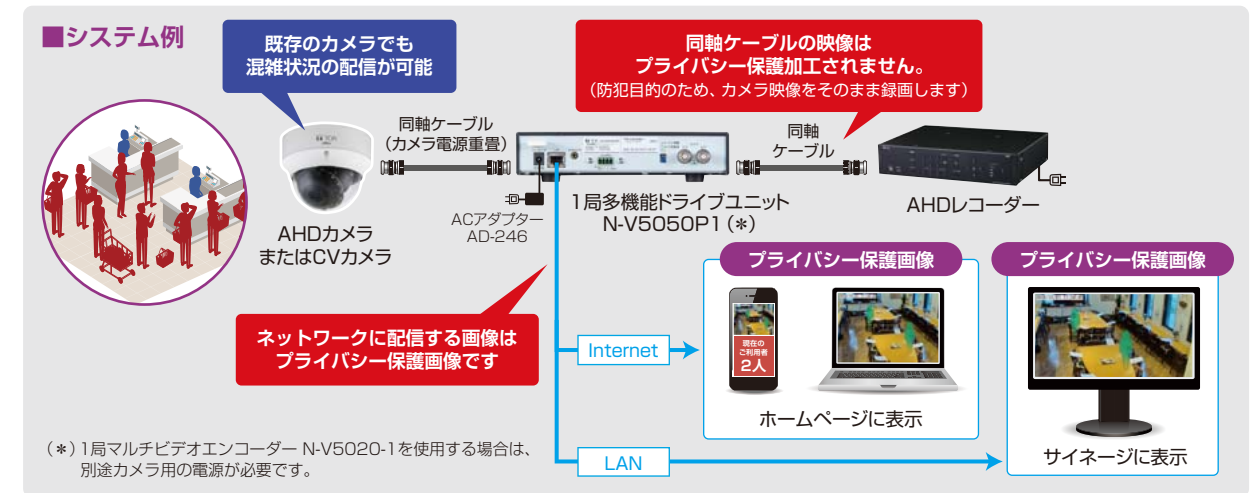 ■システム例
既存のカメラでも
混雑状況の配信が可能
同軸ケーブルの映像は
プライバシー保護加工されません。
(防犯目的のため、カメラ映像をそのまま録画します)
同軸ケーブル
(カメラ電源重畳)
同軸
ケーブル
AHDカメラ
またはCVカメラ
ACアダプター
AD-246
1局多機能ドライブユニット
N-V5050P1(*)
AHDレコーダー
ネットワークに配信する画像は
プライバシー保護画像です
プライバシー保護画像
プライバシー保護画像
Internet
現在の
ご利用者
2人
ホームページに表示
LAN
サイネージに表示
(*)1局マルチビデオエンコーダー N-V5020-1を使用する場合は、
別途カメラ用の電源が必要です。